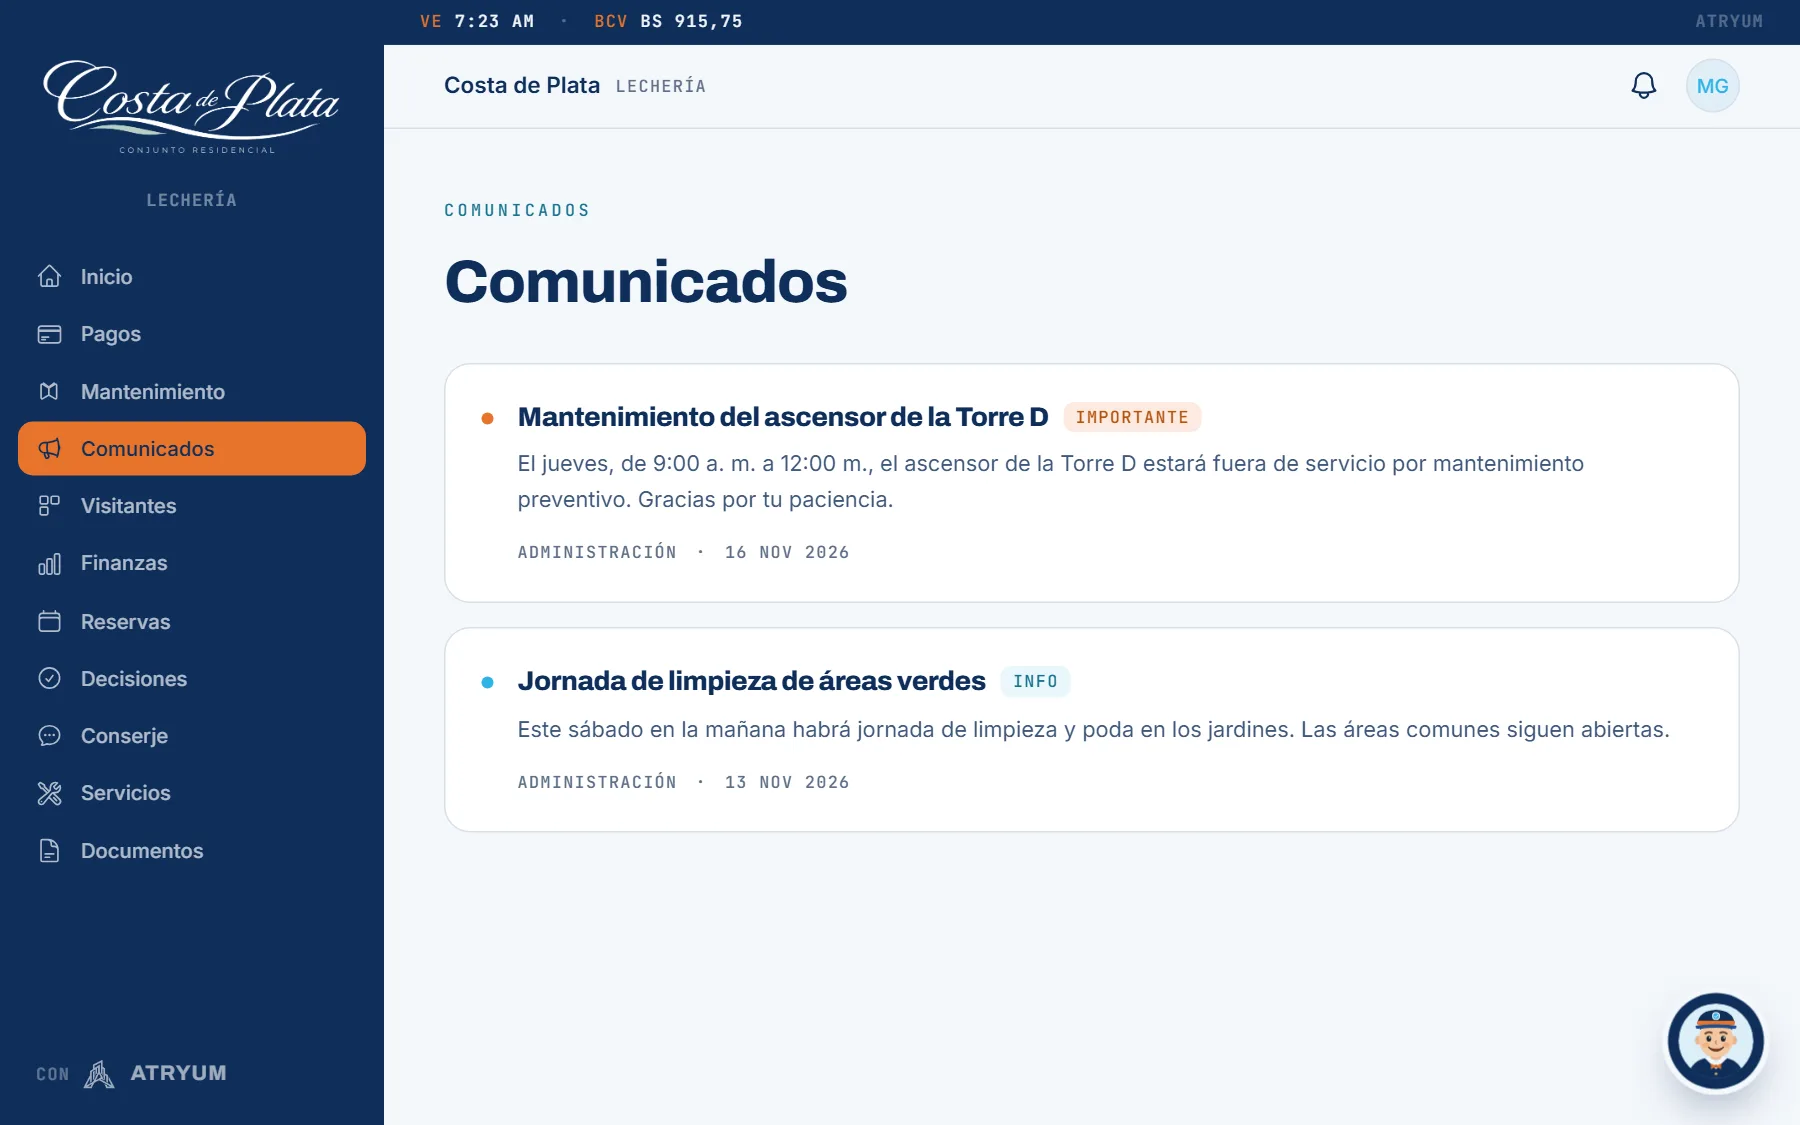 VE 7:23 AM · BCV BS 915,75
ATRYUM
Costa de Plata
CONJUNTO RESIDENCIAL
LECHERÍA
Inicio
Pagos
Mantenimiento
Comunicados
Visitantes
Finanzas
Reservas
Decisiones
Conserje
Servicios
Documentos
CON ATRYUM
Costa de Plata LECHERÍA
MG
COMUNICADOS
Comunicados
Mantenimiento del ascensor de la Torre D IMPORTANTE
El jueves, de 9:00 a. m. a 12:00 m., el ascensor de la Torre D estará fuera de servicio por mantenimiento
preventivo. Gracias por tu paciencia.
ADMINISTRACIÓN · 16 NOV 2026
Jornada de limpieza de áreas verdes INFO
Este sábado en la mañana habrá jornada de limpieza y poda en los jardines. Las áreas comunes siguen abiertas.
ADMINISTRACIÓN · 13 NOV 2026